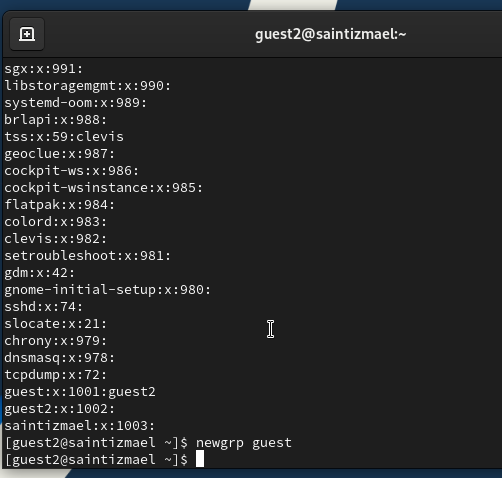 guest2@saintizmael:~
sgx:x:991:
libstoragemgmt:x:990:
systemd-oom:x:989:
brlapi:x:988:
tss:x:59:clevis
geoclue:x:987:
cockpit-ws:x:986:
cockpit-wsinstance:x:985:
flatpak:x:984:
colord:x:983:
clevis:x:982:
setroubleshoot:x:981:
gdm:x:42:
gnome-initial-setup:x:980:
sshd:x:74:
slocate:x:21:
chrony:x:979:
dnsmasq:x:978:
tcpdump:x:72:
guest:x:1001:guest2
guest2:x:1002:
saintizmael:x:1003:
[guest2@saintizmael ~]$ newgrp guest
[guest2@saintizmael ~]$